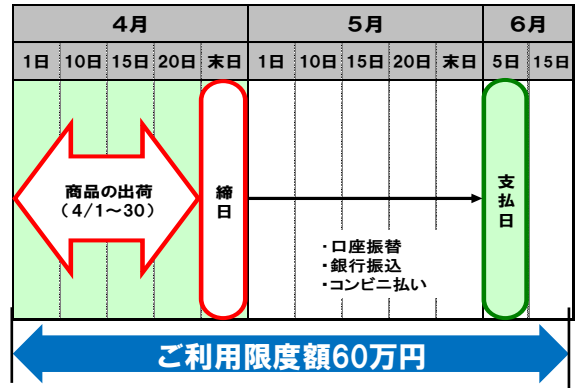 4月 5月 6月
1日 10日 15日 20日 末日 1日 10日 15日 20日 末日 5日 15日
商品の出荷
（4/1～30）
締日
支払日
・口座振替
・銀行振込
・コンビニ払い
ご利用限度額60万円